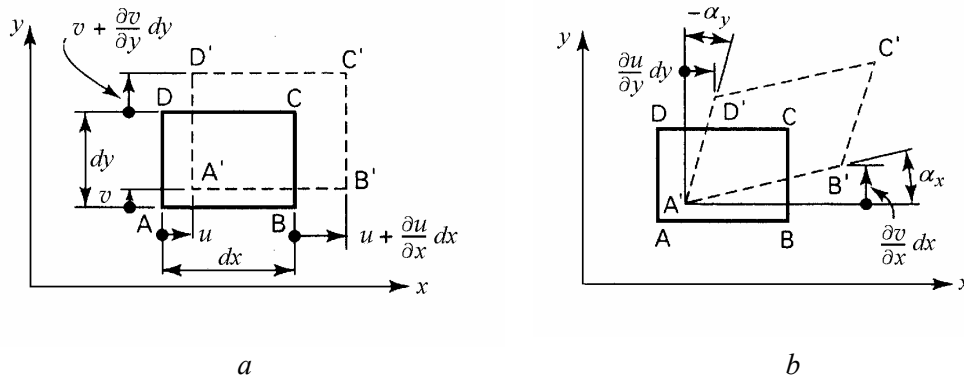 y
v + ∂v/∂y dy
D'
C'
D
C
dy
A'
B'
v
A
B
u
u + ∂u/∂x dx
dx
x
a
-α_y
y
C'
∂u/∂y dy
D
D'
C
B'
α_x
A'
A
B
∂v/∂x dx
x
b